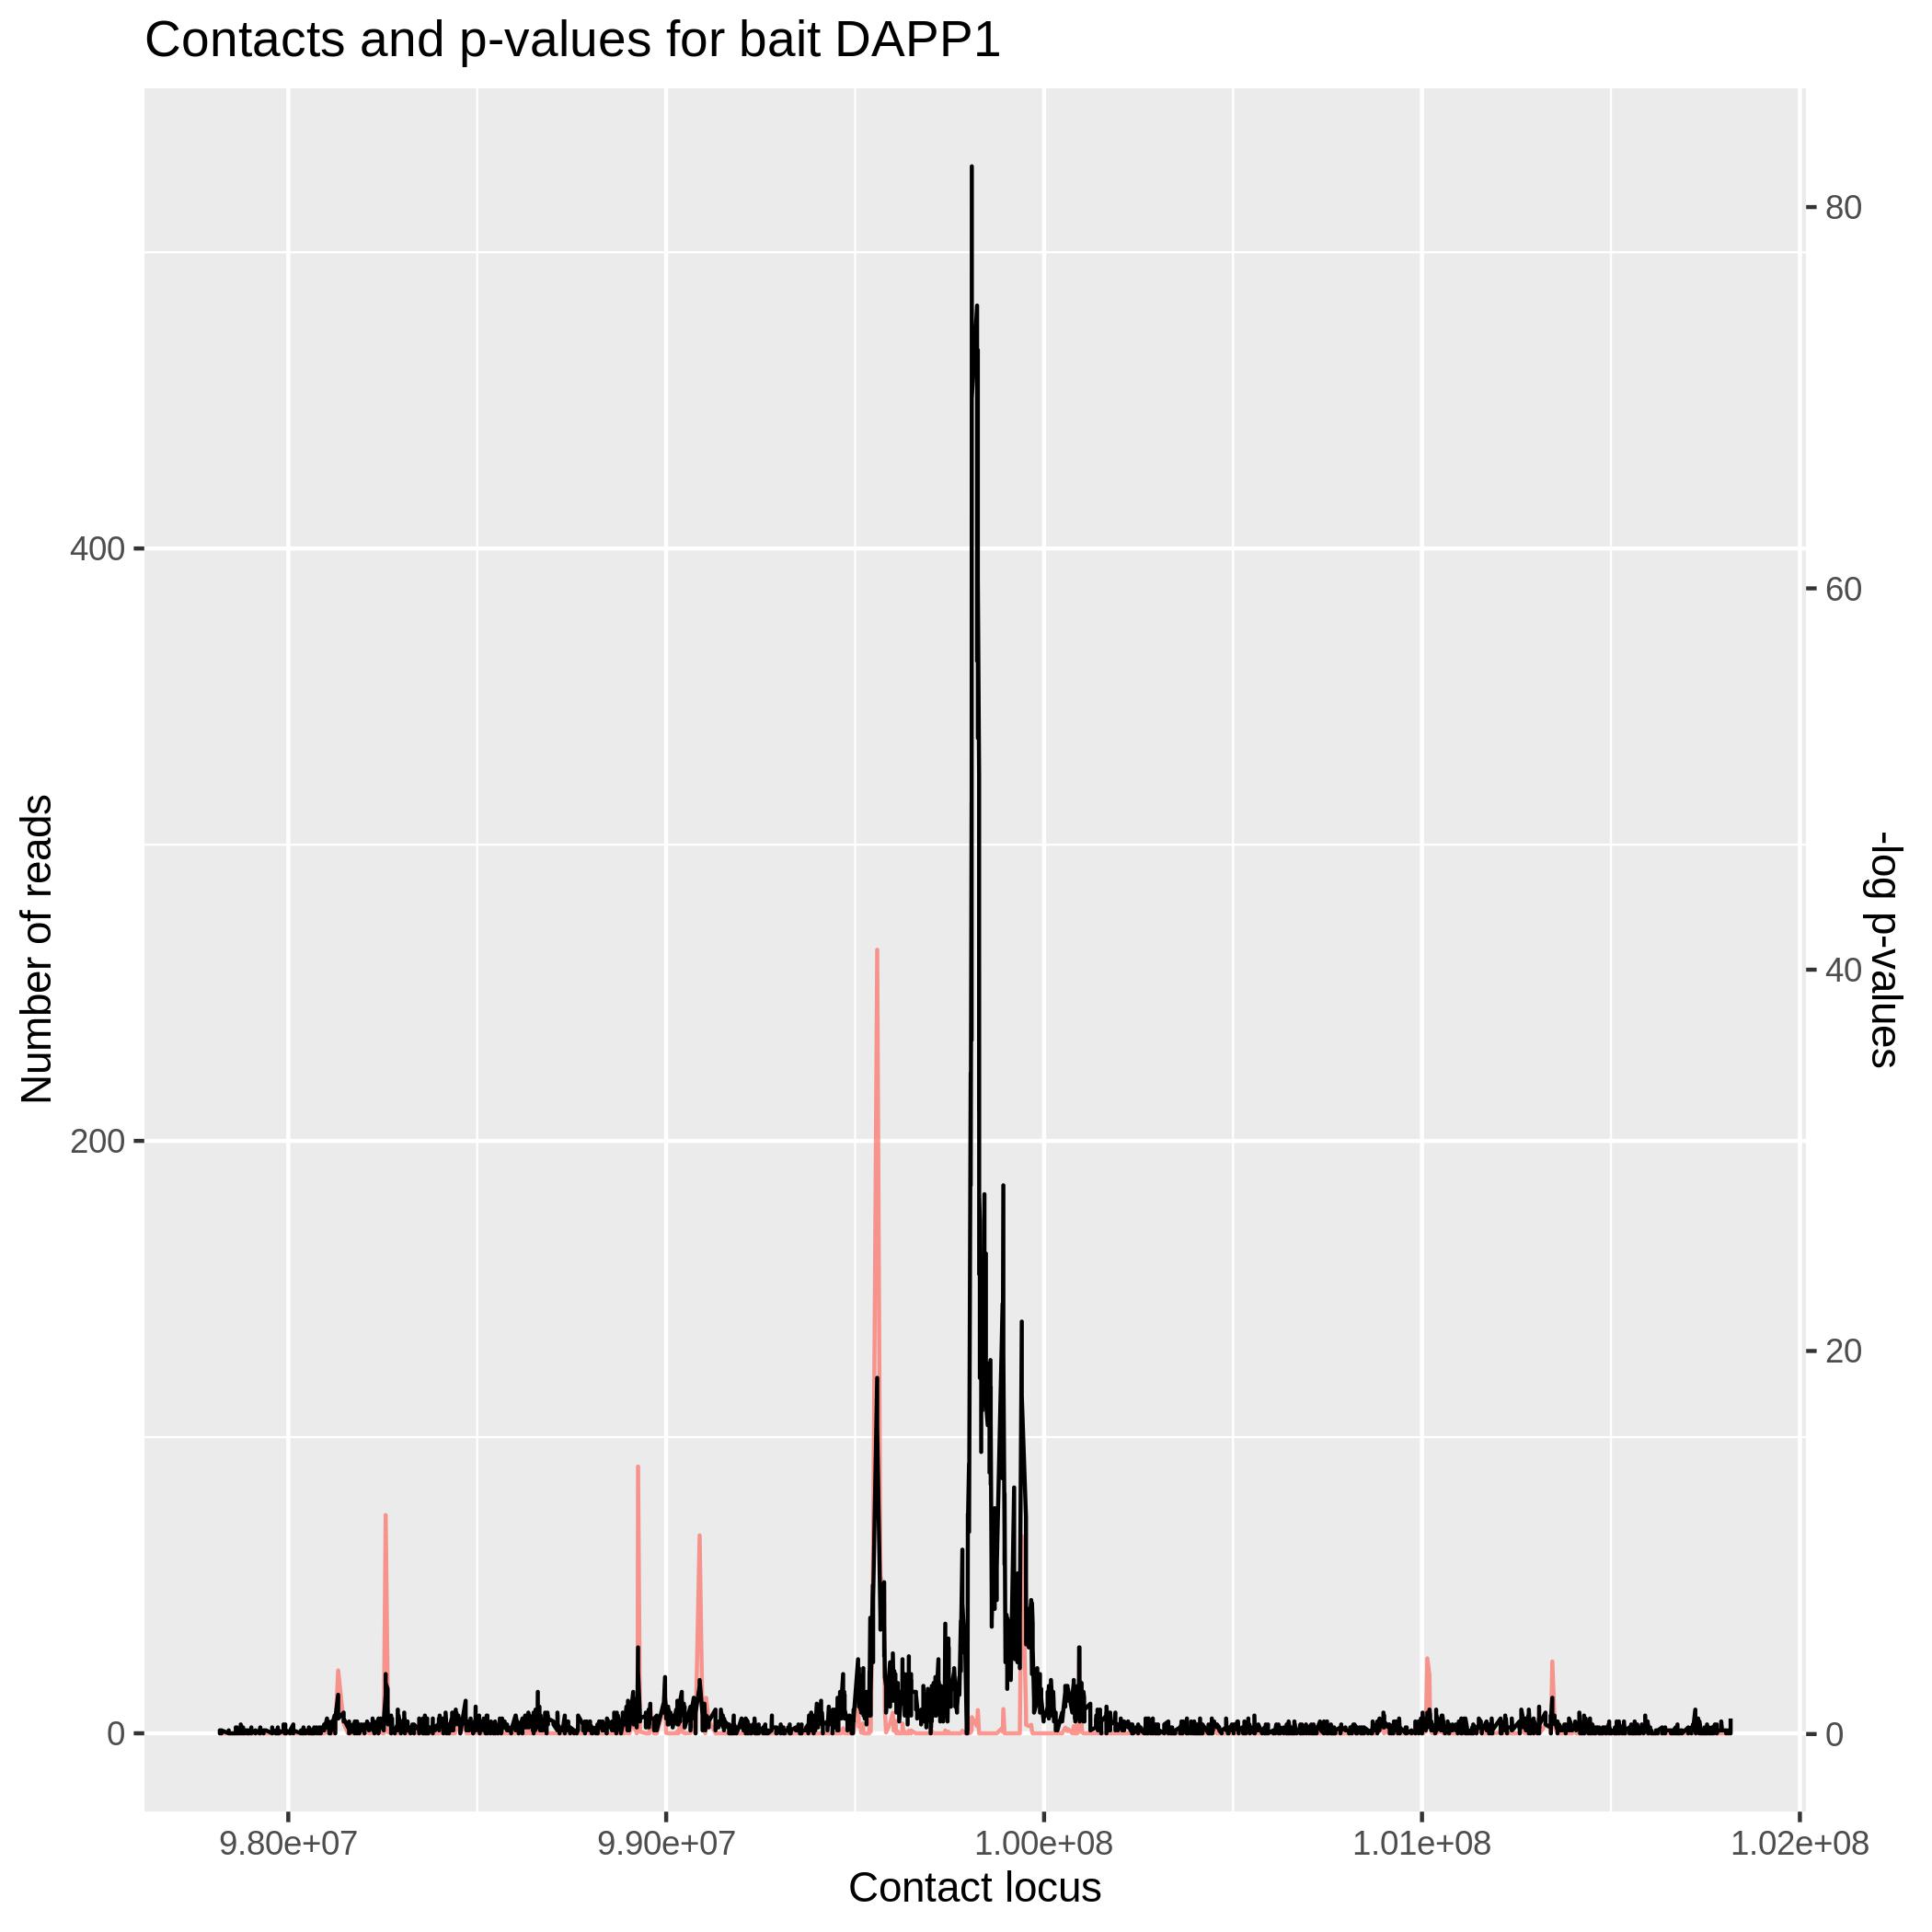 Contacts and p-values for bait DAPP1
Number of reads
400
200
0
80
60
40
20
0
-log p-values
9.80e+07
9.90e+07
1.00e+08
1.01e+08
1.02e+08
Contact locus